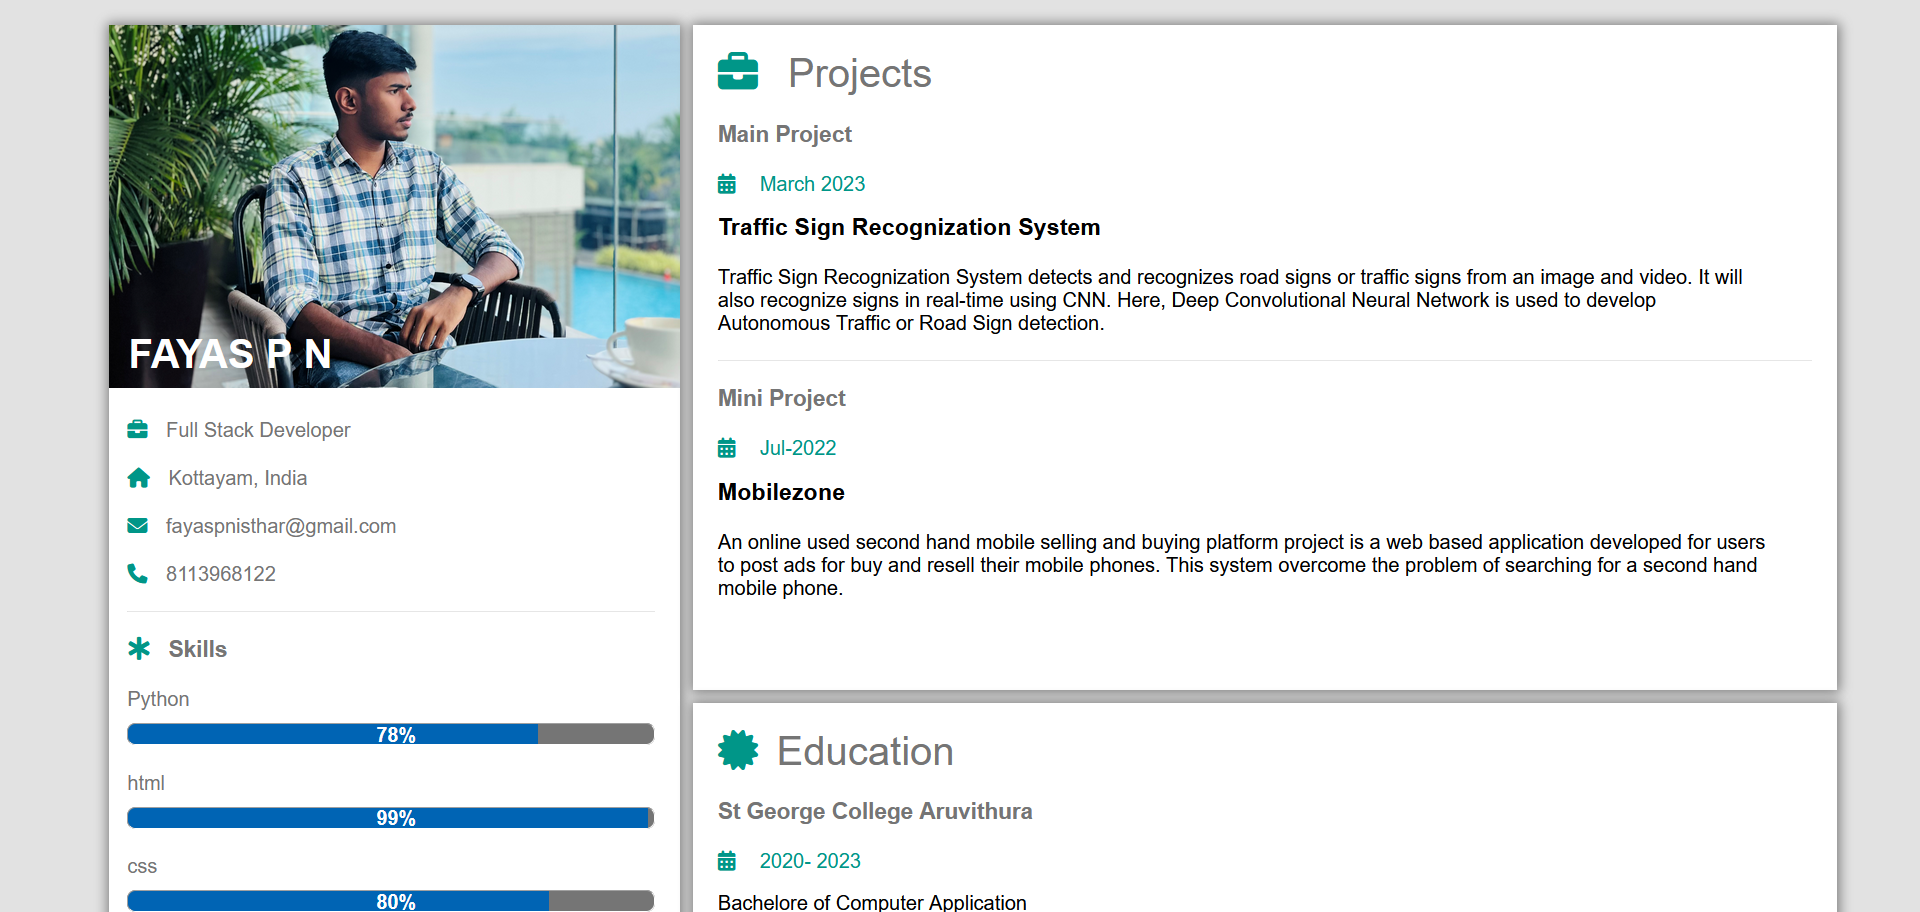 FAYAS P N
Full Stack Developer
Kottayam, India
fayaspnisthar@gmail.com
8113968122
Skills
Python
78%
html
99%
css
80%
Projects
Main Project
March 2023
Traffic Sign Recognization System
Traffic Sign Recognization System detects and recognizes road signs or traffic signs from an image and video. It will
also recognize signs in real-time using CNN. Here, Deep Convolutional Neural Network is used to develop
Autonomous Traffic or Road Sign detection.
Mini Project
Jul-2022
Mobilezone
An online used second hand mobile selling and buying platform project is a web based application developed for users
to post ads for buy and resell their mobile phones. This system overcome the problem of searching for a second hand
mobile phone.
Education
St George College Aruvithura
2020- 2023
Bachelore of Computer Application